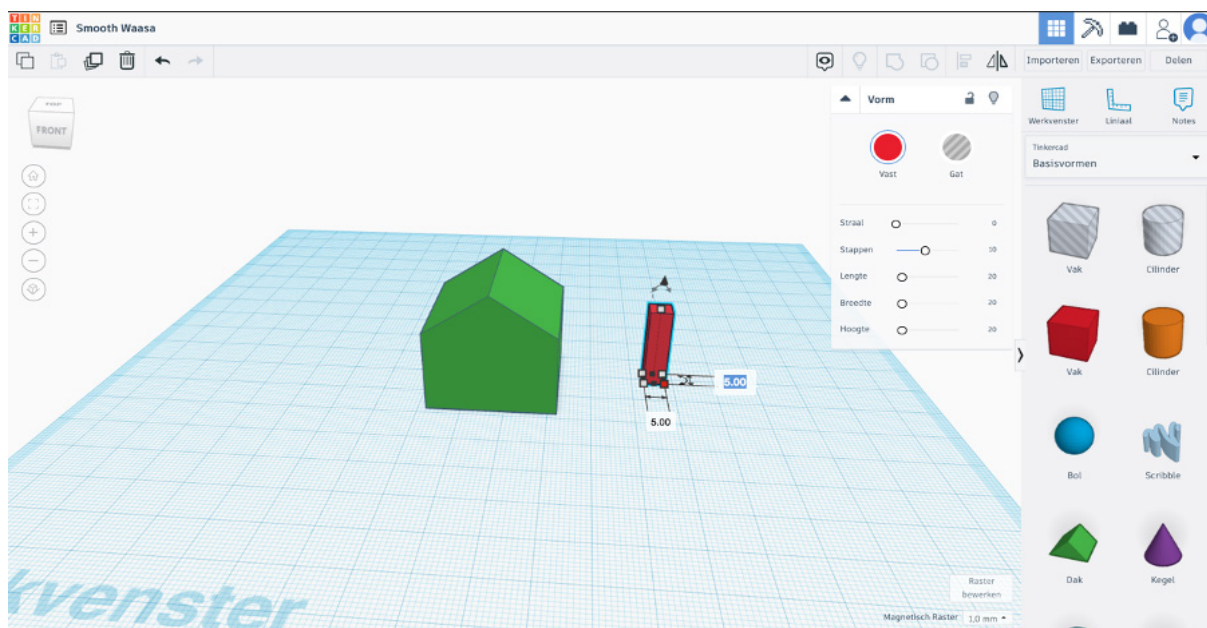 TIN
KER
CAD
Smooth Waasa
Importeren Exporteren Delen
TOP
FRONT
Vorm
Vast Gat
Straal 0
Stappen 10
Lengte 20
Breedte 20
Hoogte 20
Werkvenster Liniaal Notes
Tinkercad
Basisvormen
Vak Cilinder
Vak Cilinder
Bol Scribble
Dak Kegel
5.00
5.00
kvenster
Raster
bewerken
Magnetisch Raster 1,0 mm